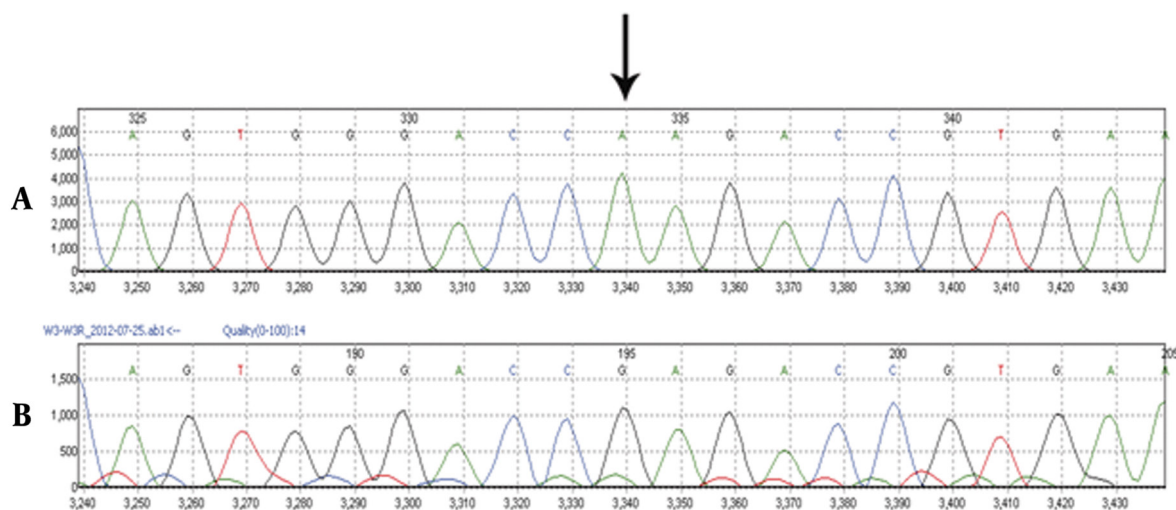 325 330 335 340
A G T G G G A C C A A G A C C G T G A A
6,000
5,000
4,000
3,000
2,000
1,000
0
A
3,240 3,250 3,260 3,270 3,280 3,290 3,300 3,310 3,320 3,330 3,340 3,350 3,360 3,370 3,380 3,390 3,400 3,410 3,420 3,430
W3-W3R_2012-07-25.ab1<-- Quality(0-100):14
190 195 200 205
A G T G G G A C C G A G A C C G T G A A
1,500
1,000
500
0
B
3,240 3,250 3,260 3,270 3,280 3,290 3,300 3,310 3,320 3,330 3,340 3,350 3,360 3,370 3,380 3,390 3,400 3,410 3,420 3,430